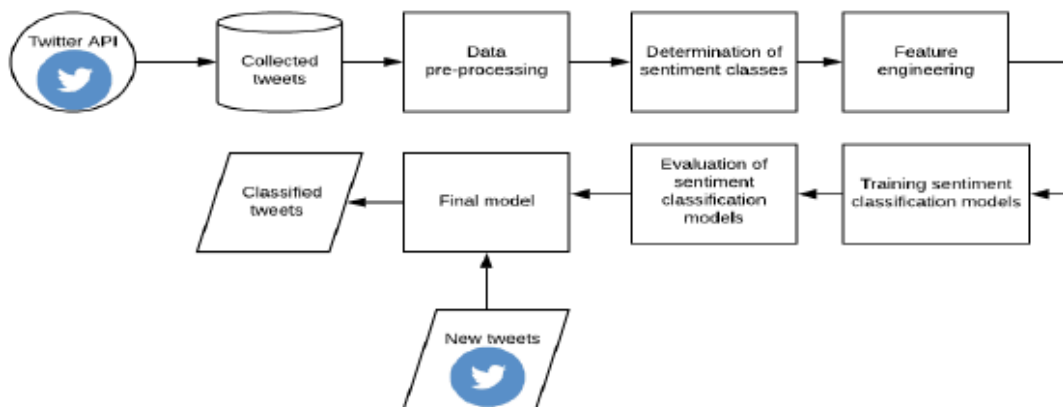 Twitter API
Collected
tweets
Data
pre-processing
Determination of
sentiment classes
Feature
engineering
Training sentiment
classification models
Evaluation of
sentiment
classification
models
Final model
Classified
tweets
New tweets